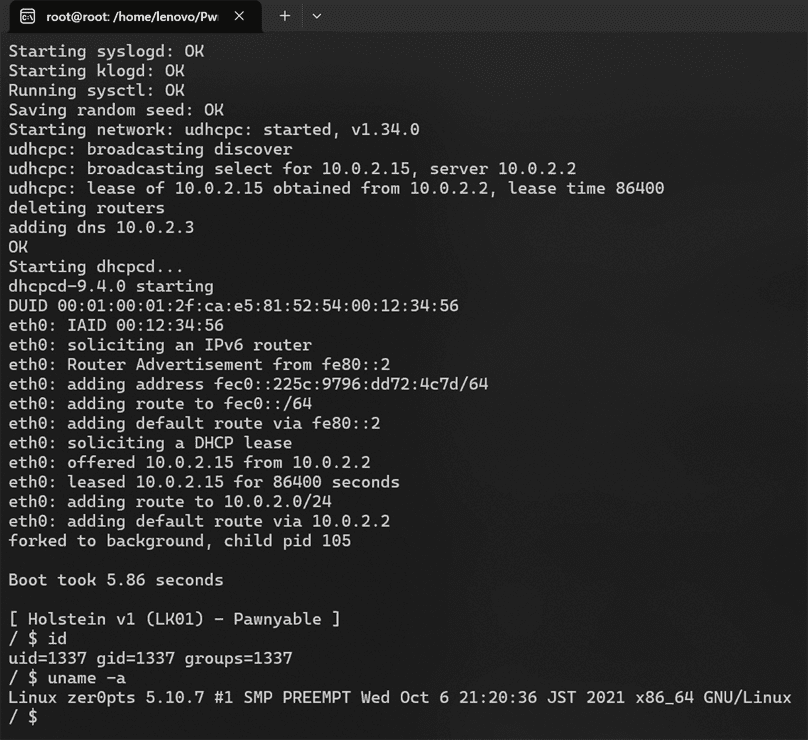 root@root: /home/lenovo/Pw
Starting syslogd: OK
Starting klogd: OK
Running sysctl: OK
Saving random seed: OK
Starting network: udhcpc: started, v1.34.0
udhcpc: broadcasting discover
udhcpc: broadcasting select for 10.0.2.15, server 10.0.2.2
udhcpc: lease of 10.0.2.15 obtained from 10.0.2.2, lease time 86400
deleting routers
adding dns 10.0.2.3
OK
Starting dhcpcd...
dhcpcd-9.4.0 starting
DUID 00:01:00:01:2f:ca:e5:81:52:54:00:12:34:56
eth0: IAID 00:12:34:56
eth0: soliciting an IPv6 router
eth0: Router Advertisement from fe80::2
eth0: adding address fec0::225c:9796:dd72:4c7d/64
eth0: adding route to fec0::/64
eth0: adding default route via fe80::2
eth0: soliciting a DHCP lease
eth0: offered 10.0.2.15 from 10.0.2.2
eth0: leased 10.0.2.15 for 86400 seconds
eth0: adding route to 10.0.2.0/24
eth0: adding default route via 10.0.2.2
forked to background, child pid 105
Boot took 5.86 seconds
[ Holstein v1 (LK01) - Pawnyable ]
/ $ id
uid=1337 gid=1337 groups=1337
/ $ uname -a
Linux zer0pts 5.10.7 #1 SMP PREEMPT Wed Oct 6 21:20:36 JST 2021 x86_64 GNU/Linux
/ $